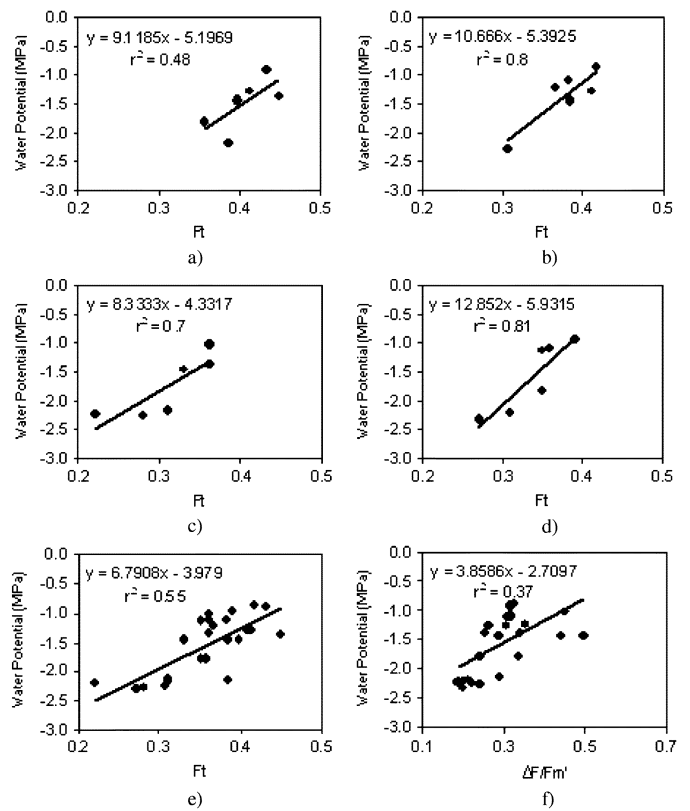 y = 9.1185x - 5.1969
r² = 0.48
Water Potential (MPa)
0.0
-0.5
-1.0
-1.5
-2.0
-2.5
-3.0
0.2
0.3
0.4
0.5
Ft
a)
y = 10.666x - 5.3925
r² = 0.8
Water Potential (MPa)
0.0
-0.5
-1.0
-1.5
-2.0
-2.5
-3.0
0.2
0.3
0.4
0.5
Ft
b)
y = 8.3333x - 4.3317
r² = 0.7
Water Potential (MPa)
0.0
-0.5
-1.0
-1.5
-2.0
-2.5
-3.0
0.2
0.3
0.4
0.5
Ft
c)
y = 12.852x - 5.9315
r² = 0.81
Water Potential (MPa)
0.0
-0.5
-1.0
-1.5
-2.0
-2.5
-3.0
0.2
0.3
0.4
0.5
Ft
d)
y = 6.7908x - 3.979
r² = 0.55
Water Potential (MPa)
0.0
-0.5
-1.0
-1.5
-2.0
-2.5
-3.0
0.2
0.3
0.4
0.5
Ft
e)
y = 3.8586x - 2.7097
r² = 0.37
Water Potential (MPa)
0.0
-0.5
-1.0
-1.5
-2.0
-2.5
-3.0
0.1
0.3
0.5
0.7
ΔF/Fm'
f)